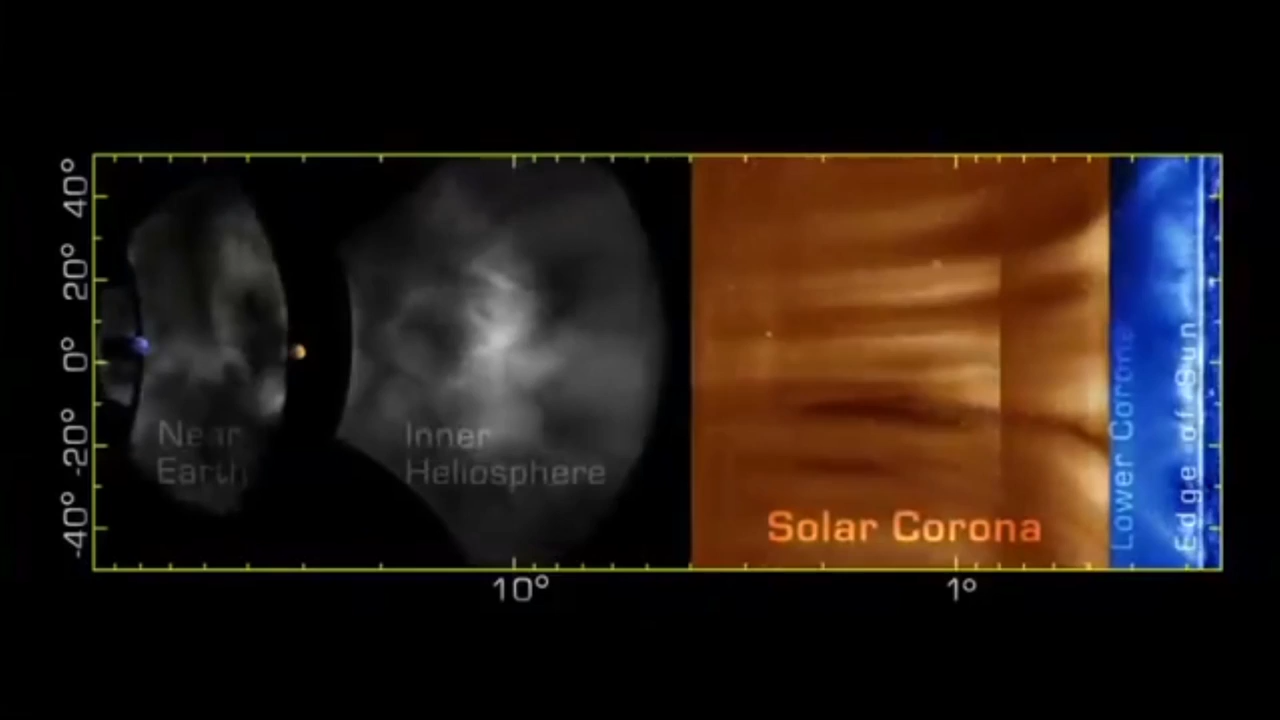 40°
20°
0°
-20°
-40°
Near
Earth
Inner
Heliosphere
Solar Corona
Lower Corona
Edge of Sun
10°
1°